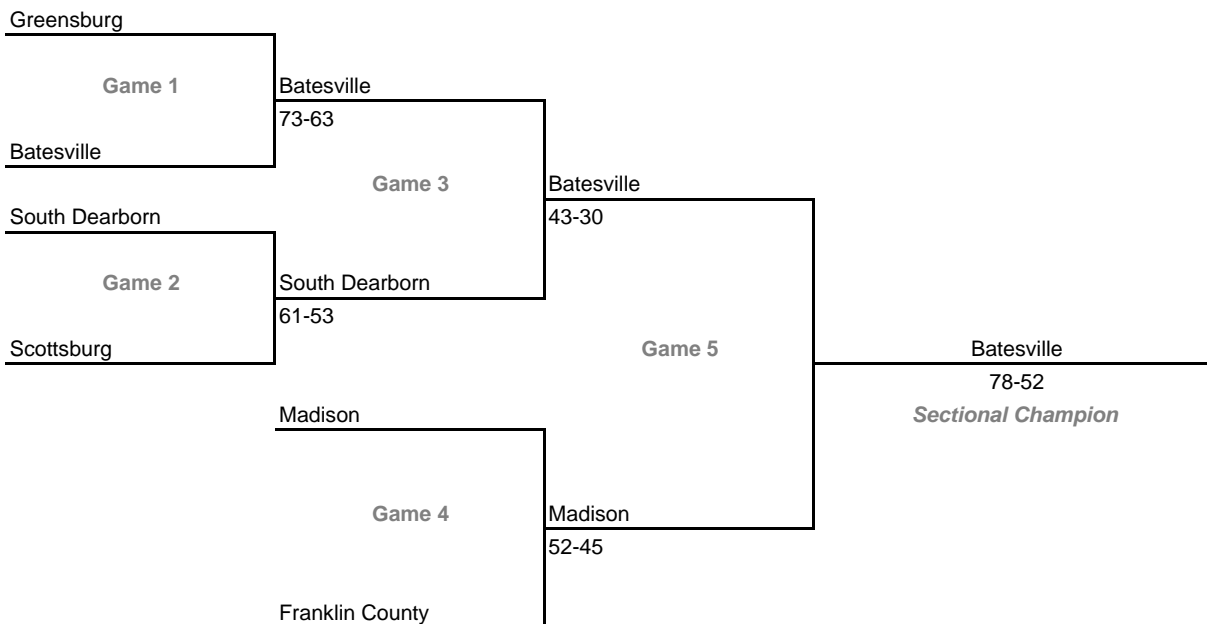 Greensburg
Game 1
Batesville
73-63
Batesville
Game 3
Batesville
43-30
South Dearborn
Game 2
South Dearborn
61-53
Scottsburg
Game 5
Batesville
78-52
Sectional Champion
Madison
Game 4
Madison
52-45
Franklin County